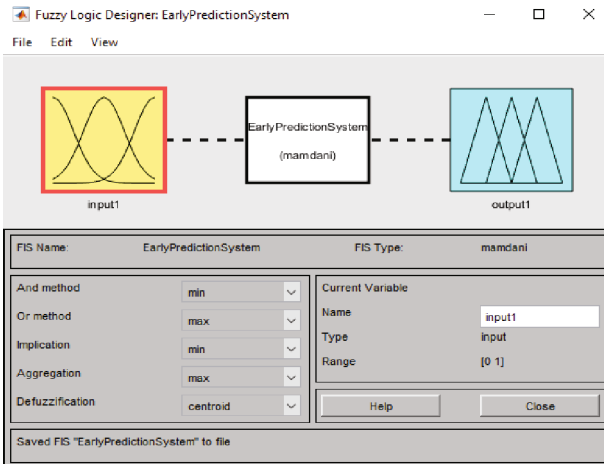 Fuzzy Logic Designer: EarlyPredictionSystem
File Edit View
EarlyPredictionSystem
(mamdani)
input1
output1
FIS Name: EarlyPredictionSystem FIS Type: mamdani
And method min
Or method max
Implication min
Aggregation max
Defuzzification centroid
Current Variable
Name input1
Type input
Range [0 1]
Help Close
Saved FIS "EarlyPredictionSystem" to file